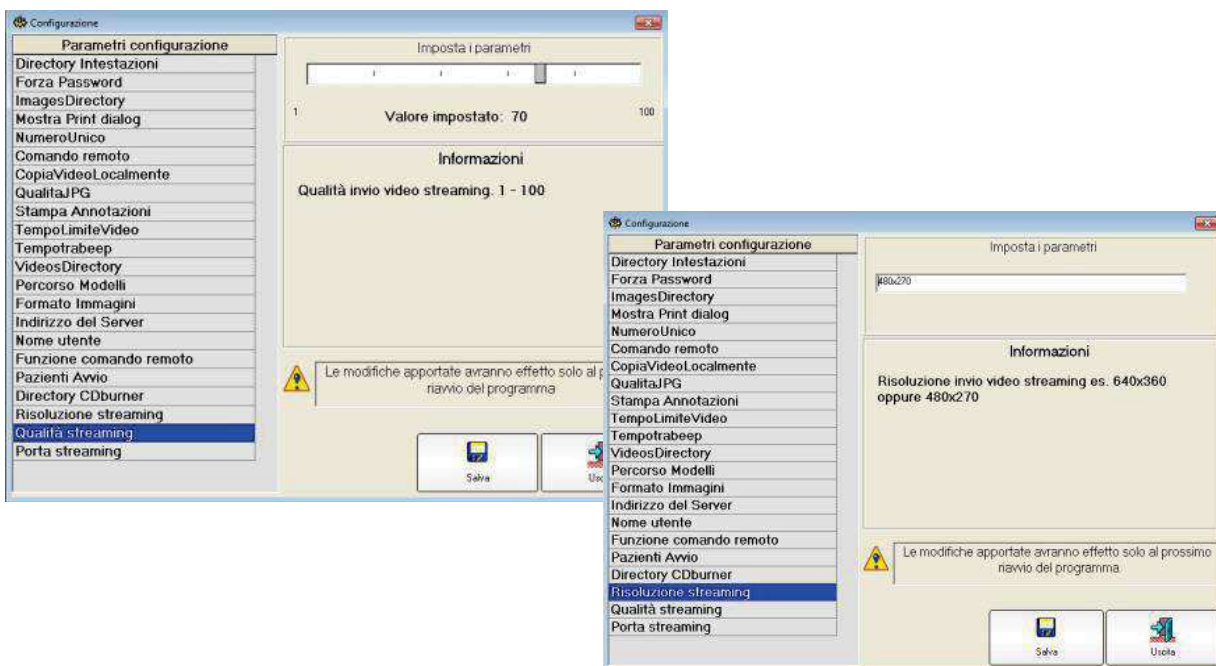 Configurazione
Parametri configurazione
Directory Intestazioni
Forza Password
ImagesDirectory
Mostra Print dialog
NumeroUnico
Comando remoto
CopiaVideoLocalmente
QualitaJPG
Stampa Annotazioni
TempoLimiteVideo
Tempotrabeep
VideosDirectory
Percorso Modelli
Formato Immagini
Indirizzo del Server
Nome utente
Funzione comando remoto
Pazienti Avvio
Directory CDburner
Risoluzione streaming
Qualità streaming
Porta streaming
Imposta i parametri
1
Valore impostato: 70
100
Informazioni
Qualità invio video streaming. 1 - 100
Le modifiche apportate avranno effetto solo al
riavvio del programma
Salva
Configurazione
Parametri configurazione
Directory Intestazioni
Forza Password
ImagesDirectory
Mostra Print dialog
NumeroUnico
Comando remoto
CopiaVideoLocalmente
QualitaJPG
Stampa Annotazioni
TempoLimiteVideo
Tempotrabeep
VideosDirectory
Percorso Modelli
Formato Immagini
Indirizzo del Server
Nome utente
Funzione comando remoto
Pazienti Avvio
Directory CDburner
Risoluzione streaming
Qualità streaming
Porta streaming
Imposta i parametri
480x270
Informazioni
Risoluzione invio video streaming es. 640x360
oppure 480x270
Le modifiche apportate avranno effetto solo al prossimo
riavvio del programma.
Salva
Uscita